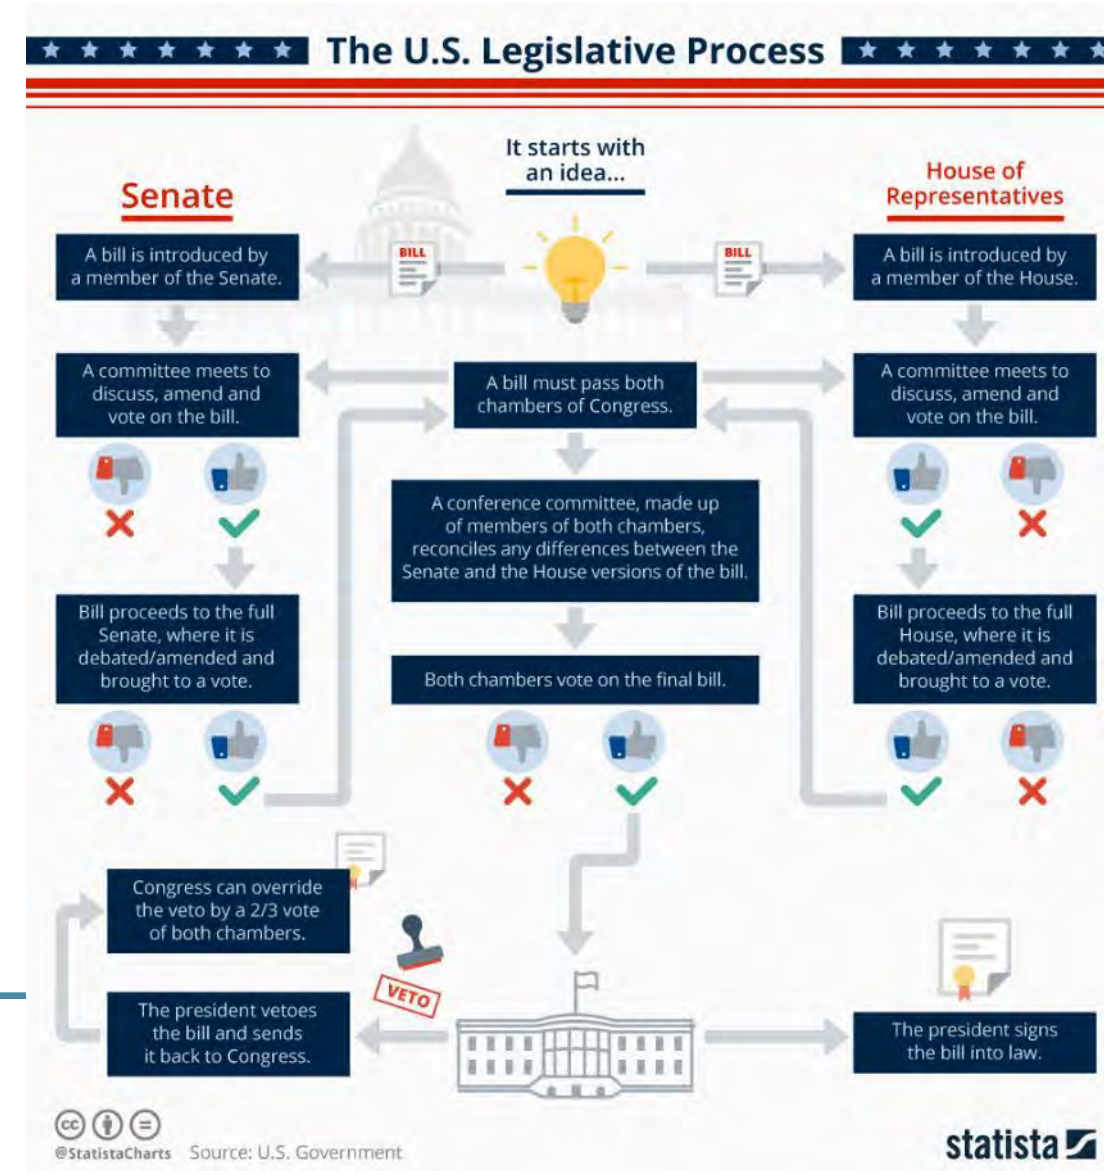 The U.S. Legislative Process
It starts with
an idea...
Senate
House of
Representatives
A bill is introduced by
a member of the Senate.
BILL
BILL
A bill is introduced by
a member of the House.
A committee meets to
discuss, amend and
vote on the bill.
A bill must pass both
chambers of Congress.
A committee meets to
discuss, amend and
vote on the bill.
A conference committee, made up
of members of both chambers,
reconciles any differences between the
Senate and the House versions of the bill.
Bill proceeds to the full
Senate, where it is
debated/amended and
brought to a vote.
Both chambers vote on the final bill.
Bill proceeds to the full
House, where it is
debated/amended and
brought to a vote.
Congress can override
the veto by a 2/3 vote
of both chambers.
VETO
The president vetoes
the bill and sends
it back to Congress.
The president signs
the bill into law.
cc
@StatistaCharts Source: U.S. Government
statista